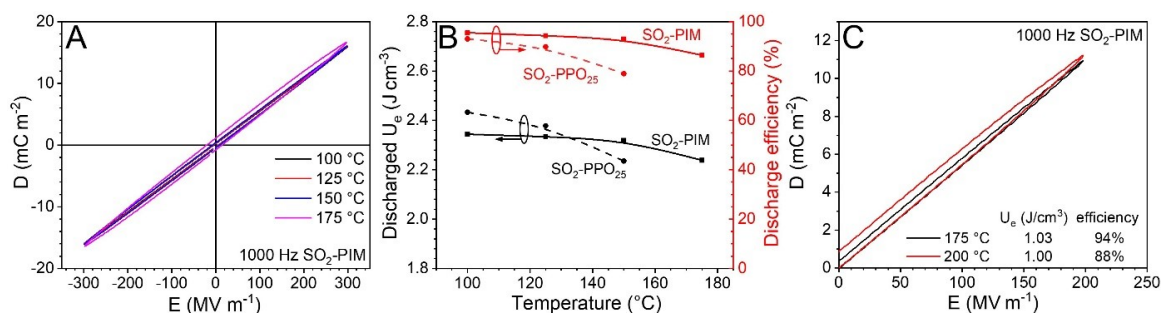 A
D (mC m⁻²)
20
10
0
-10
-20
-300 -200 -100 0 100 200 300
E (MV m⁻¹)
100 °C
125 °C
150 °C
175 °C
1000 Hz SO₂-PIM
B
Discharged Uₑ (J cm⁻³)
2.8
2.6
2.4
2.2
2.0
1.8
100 120 140 160 180
Temperature (°C)
SO₂-PIM
SO₂-PPO₂₅
SO₂-PIM
SO₂-PPO₂₅
100
80
60
40
20
0
Discharge efficiency (%)
C
1000 Hz SO₂-PIM
D (mC m⁻²)
12
10
8
6
4
2
0
Uₑ (J/cm³) efficiency
175 °C 1.03 94%
200 °C 1.00 88%
0 50 100 150 200 250
E (MV m⁻¹)